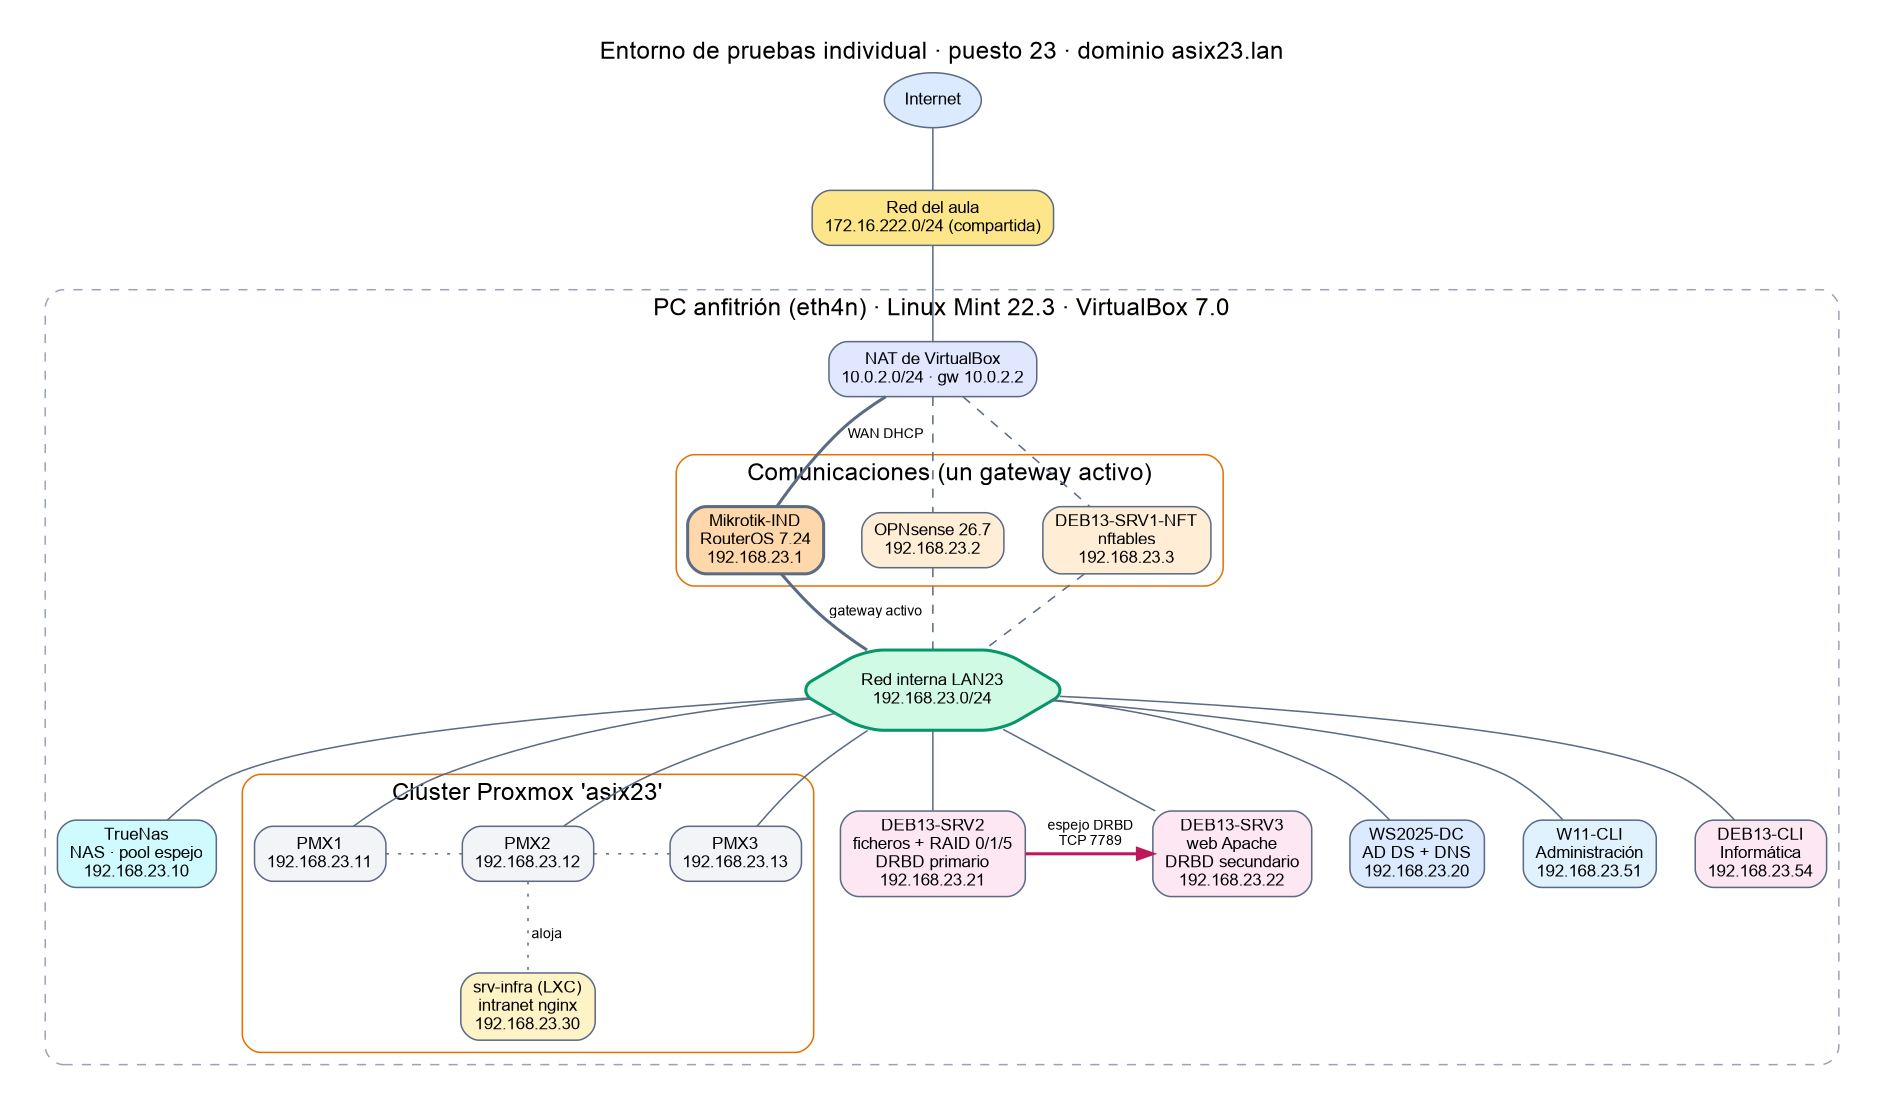 Entorno de pruebas individual · puesto 23 · dominio asix23.lan
Internet
Red del aula
172.16.222.0/24 (compartida)
PC anfitrión (eth4n) · Linux Mint 22.3 · VirtualBox 7.0
NAT de VirtualBox
10.0.2.0/24 · gw 10.0.2.2
WAN DHCP
Comunicaciones (un gateway activo)
Mikrotik-IND
RouterOS 7.24
192.168.23.1
OPNsense 26.7
192.168.23.2
DEB13-SRV1-NFT
nftables
192.168.23.3
gateway activo
Red interna LAN23
192.168.23.0/24
Clúster Proxmox 'asix23'
TrueNas
NAS · pool espejo
192.168.23.10
PMX1
192.168.23.11
PMX2
192.168.23.12
PMX3
192.168.23.13
DEB13-SRV2
ficheros + RAID 0/1/5
DRBD primario
192.168.23.21
espejo DRBD
TCP 7789
DEB13-SRV3
web Apache
DRBD secundario
192.168.23.22
WS2025-DC
AD DS + DNS
192.168.23.20
W11-CLI
Administración
192.168.23.51
DEB13-CLI
Informática
192.168.23.54
aloja
srv-infra (LXC)
intranet nginx
192.168.23.30